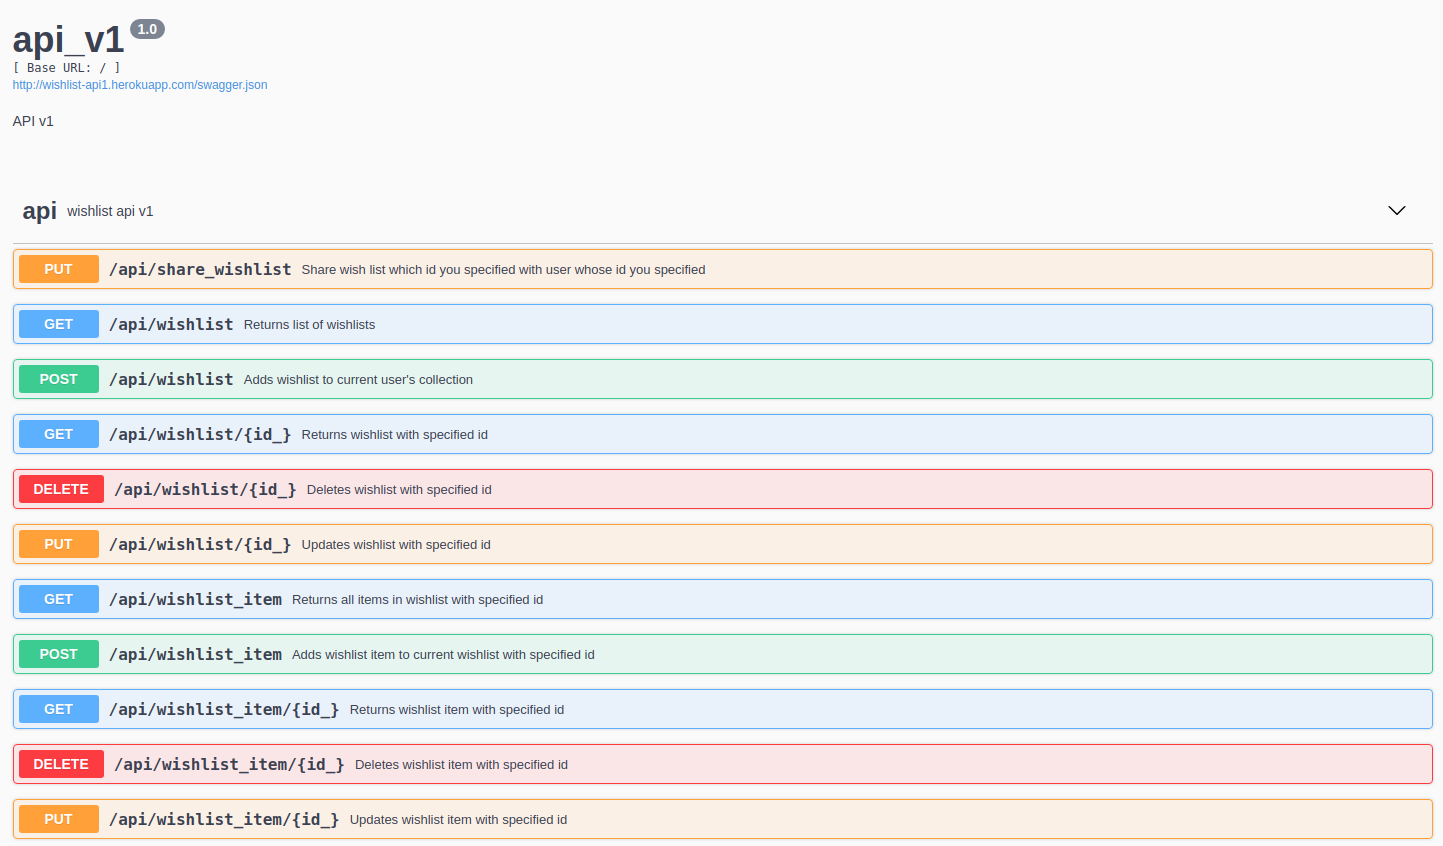 api_v1 1.0
[ Base URL: / ]
http://wishlist-api1.herokuapp.com/swagger.json
API v1
api wishlist api v1
PUT /api/share_wishlist Share wish list which id you specified with user whose id you specified
GET /api/wishlist Returns list of wishlists
POST /api/wishlist Adds wishlist to current user's collection
GET /api/wishlist/{id_} Returns wishlist with specified id
DELETE /api/wishlist/{id_} Deletes wishlist with specified id
PUT /api/wishlist/{id_} Updates wishlist with specified id
GET /api/wishlist_item Returns all items in wishlist with specified id
POST /api/wishlist_item Adds wishlist item to current wishlist with specified id
GET /api/wishlist_item/{id_} Returns wishlist item with specified id
DELETE /api/wishlist_item/{id_} Deletes wishlist item with specified id
PUT /api/wishlist_item/{id_} Updates wishlist item with specified id